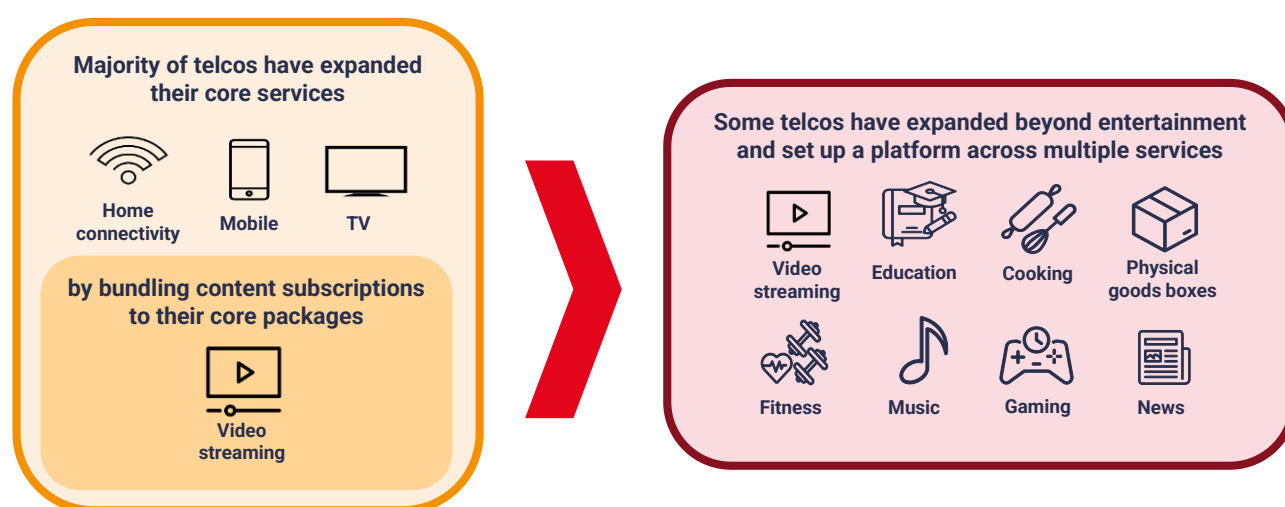 Majority of telcos have expanded
their core services
Home
connectivity
Mobile
TV
by bundling content subscriptions
to their core packages
Video
streaming
Some telcos have expanded beyond entertainment
and set up a platform across multiple services
Video
streaming
Education
Cooking
Physical
goods boxes
Fitness
Music
Gaming
News